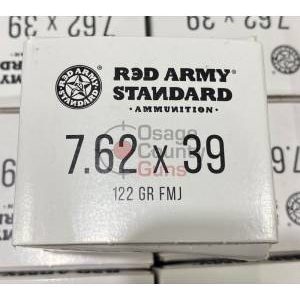 7.62 x 39
RED ARMY®
STANDARD
·AMMUNITION·
Osage
County
Guns
7.62 x 39
122 GR FMJ